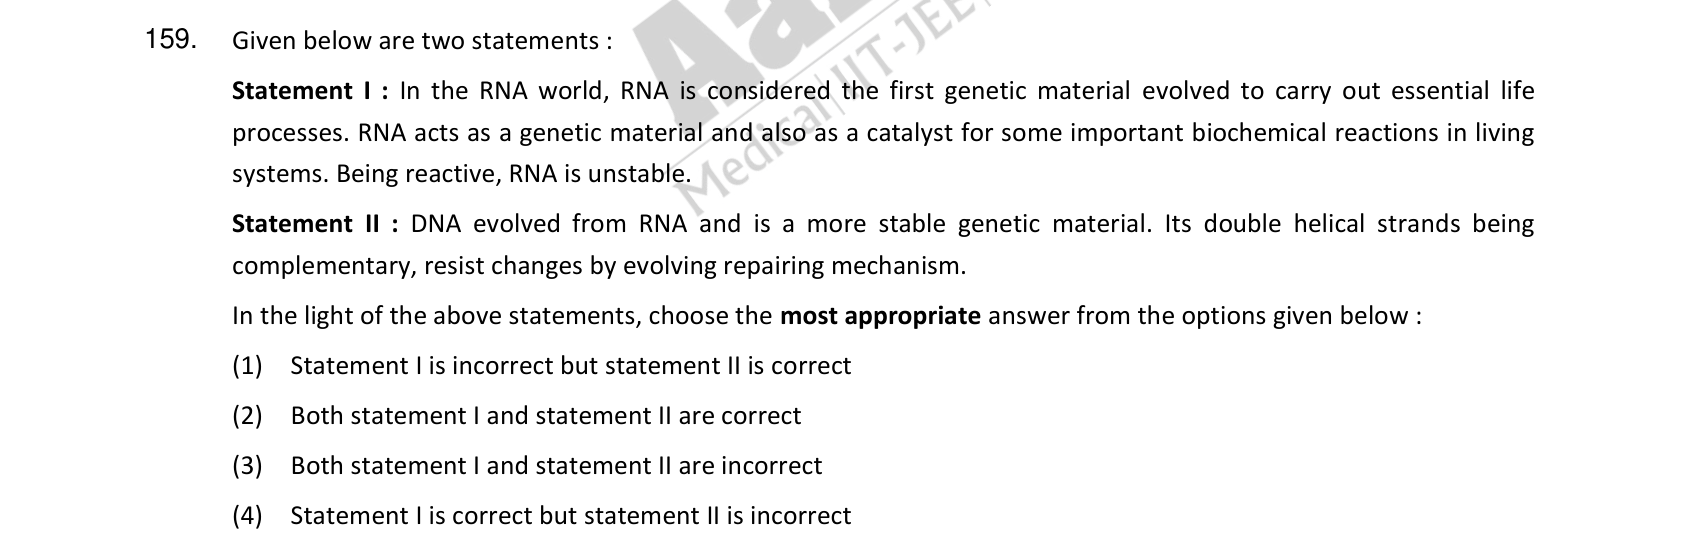 159. Given below are two statements :
Statement I : In the RNA world, RNA is considered the first genetic material evolved to carry out essential life
processes. RNA acts as a genetic material and also as a catalyst for some important biochemical reactions in living
systems. Being reactive, RNA is unstable.
Statement II : DNA evolved from RNA and is a more stable genetic material. Its double helical strands being
complementary, resist changes by evolving repairing mechanism.
In the light of the above statements, choose the most appropriate answer from the options given below :
(1) Statement I is incorrect but statement II is correct
(2) Both statement I and statement II are correct
(3) Both statement I and statement II are incorrect
(4) Statement I is correct but statement II is incorrect
Medical|IIT-JEE